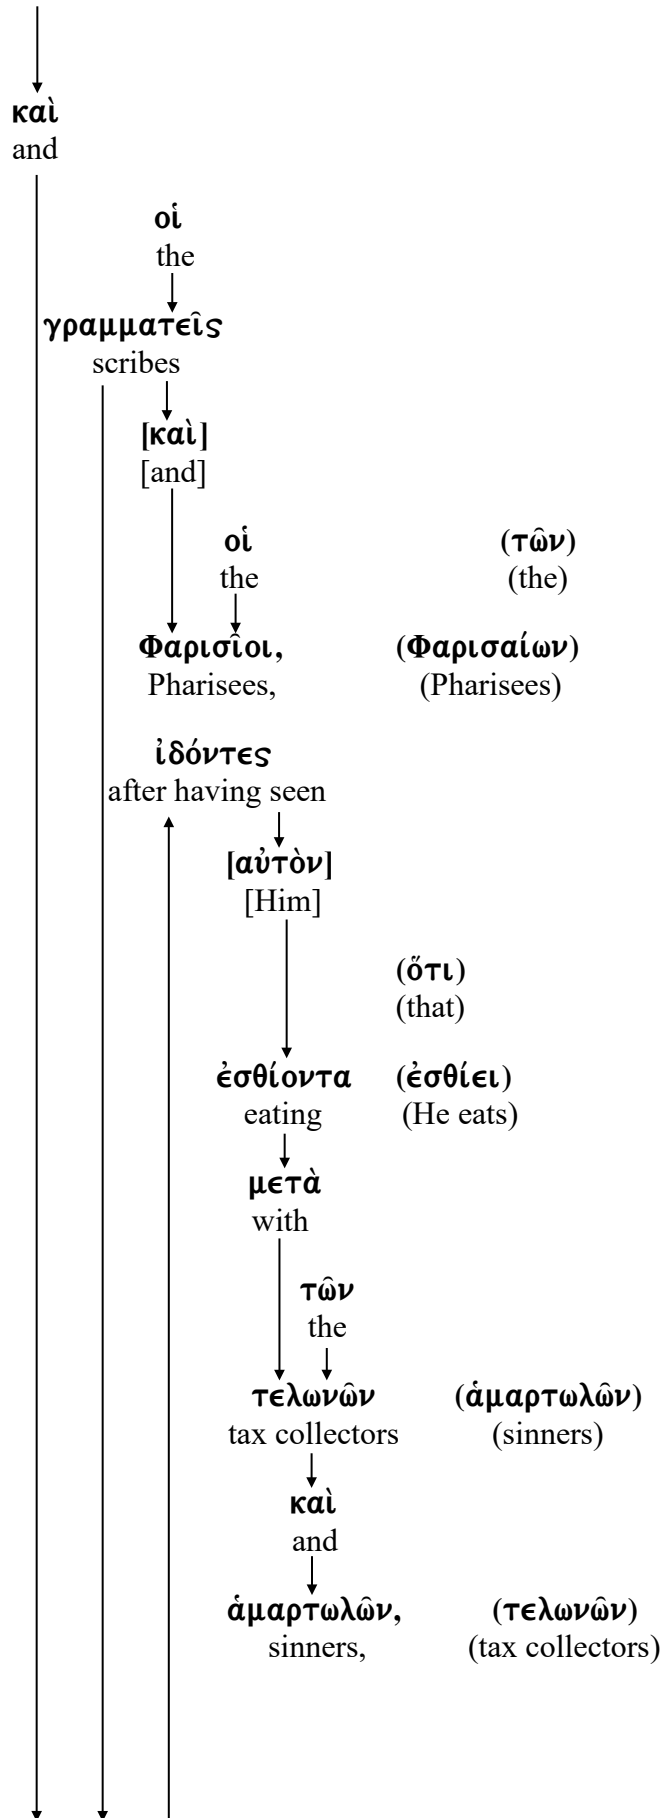 καὶ
and
οἱ
the
γραμματεῖς
scribes
[καὶ]
[and]
οἱ (τῶν)
the (the)
Φαρισῖοι, (Φαρισαίων)
Pharisees, (Pharisees)
ἰδόντες
after having seen
[αὐτὸν]
[Him]
(ὅτι)
(that)
ἐσθίοντα (ἐσθίει)
eating (He eats)
μετὰ
with
τῶν
the
τελωνῶν (ἁμαρτωλῶν)
tax collectors (sinners)
καὶ
and
ἁμαρτωλῶν, (τελωνῶν)
sinners, (tax collectors)